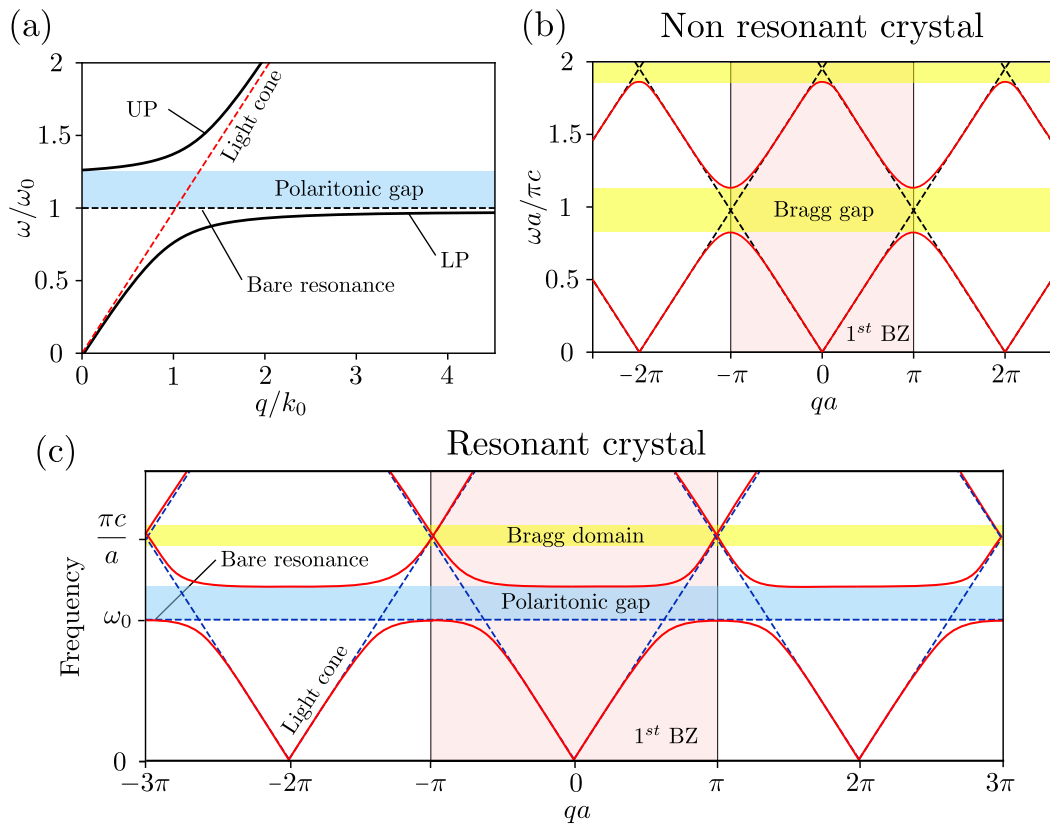 (a)
2
1.5
1
0.5
0
ω/ω₀
UP
Light cone
Polaritonic gap
Bare resonance
LP
0
1
2
3
4
q/k₀
(b)
Non resonant crystal
2
1.5
1
0.5
0
ωa/πc
Bragg gap
1ˢᵗ BZ
−2π
−π
0
π
2π
qa
(c)
Resonant crystal
πc/a
ω₀
0
Frequency
Bare resonance
Bragg domain
Polaritonic gap
Light cone
1ˢᵗ BZ
−3π
-2π
-π
0
π
2π
3π
qa